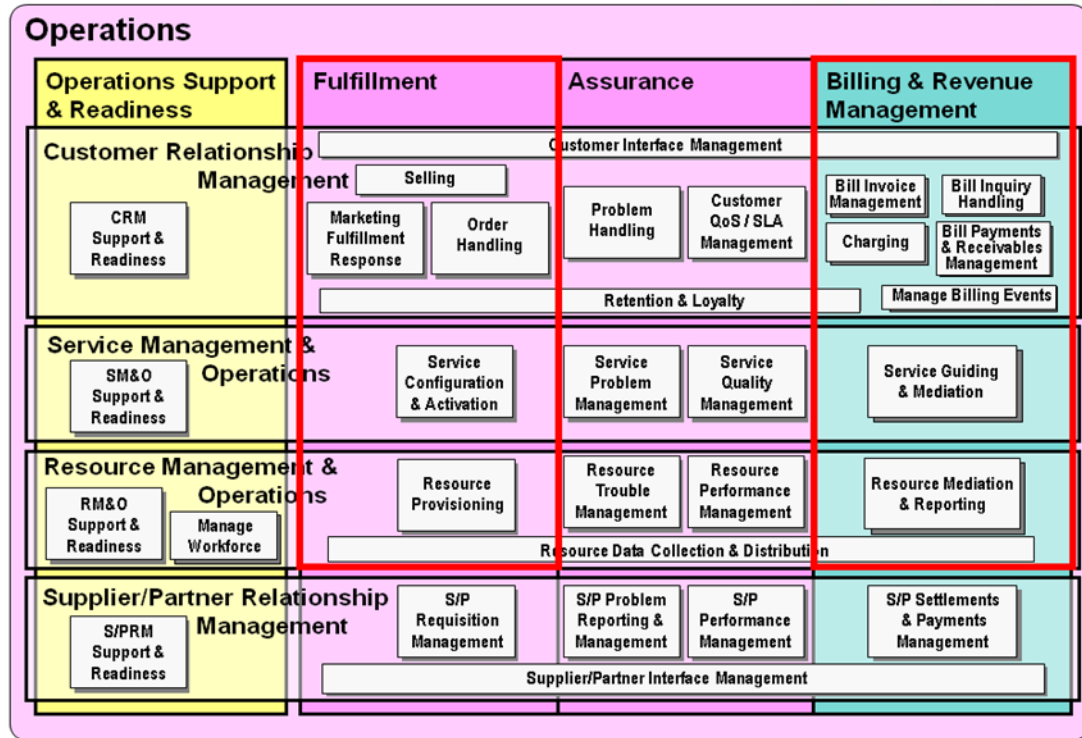 Operations
Operations Support
& Readiness
Fulfillment
Assurance
Billing & Revenue
Management
Customer Relationship
Management
Customer Interface Management
Selling
CRM
Support &
Readiness
Marketing
Fulfillment
Response
Order
Handling
Problem
Handling
Customer
QoS / SLA
Management
Bill Invoice
Management
Bill Inquiry
Handling
Charging
Bill Payments
& Receivables
Management
Retention & Loyalty
Manage Billing Events
Service Management &
Operations
SM&O
Support &
Readiness
Service
Configuration
& Activation
Service
Problem
Management
Service
Quality
Management
Service Guiding
& Mediation
Resource Management &
Operations
RM&O
Support &
Readiness
Manage
Workforce
Resource
Provisioning
Resource
Trouble
Management
Resource
Performance
Management
Resource Mediation
& Reporting
Resource Data Collection & Distribution
Supplier/Partner Relationship
Management
S/PRM
Support &
Readiness
S/P
Requisition
Management
S/P Problem
Reporting &
Management
S/P
Performance
Management
S/P Settlements
& Payments
Management
Supplier/Partner Interface Management